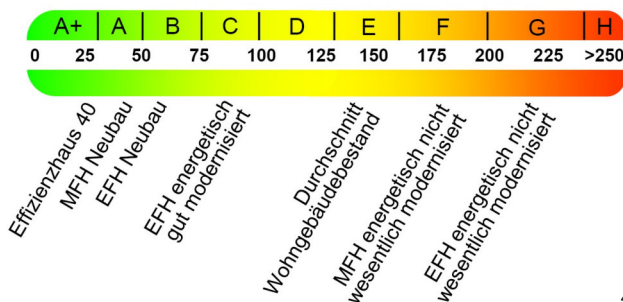 A+ A B C D E F G H
0 25 50 75 100 125 150 175 200 225 >250
Effizienzhaus 40
MFH Neubau
EFH Neubau
EFH energetisch
gut modernisiert
Durchschnitt
Wohngebäudebestand
MFH energetisch nicht
wesentlich modernisiert
EFH energetisch nicht
wesentlich modernisiert